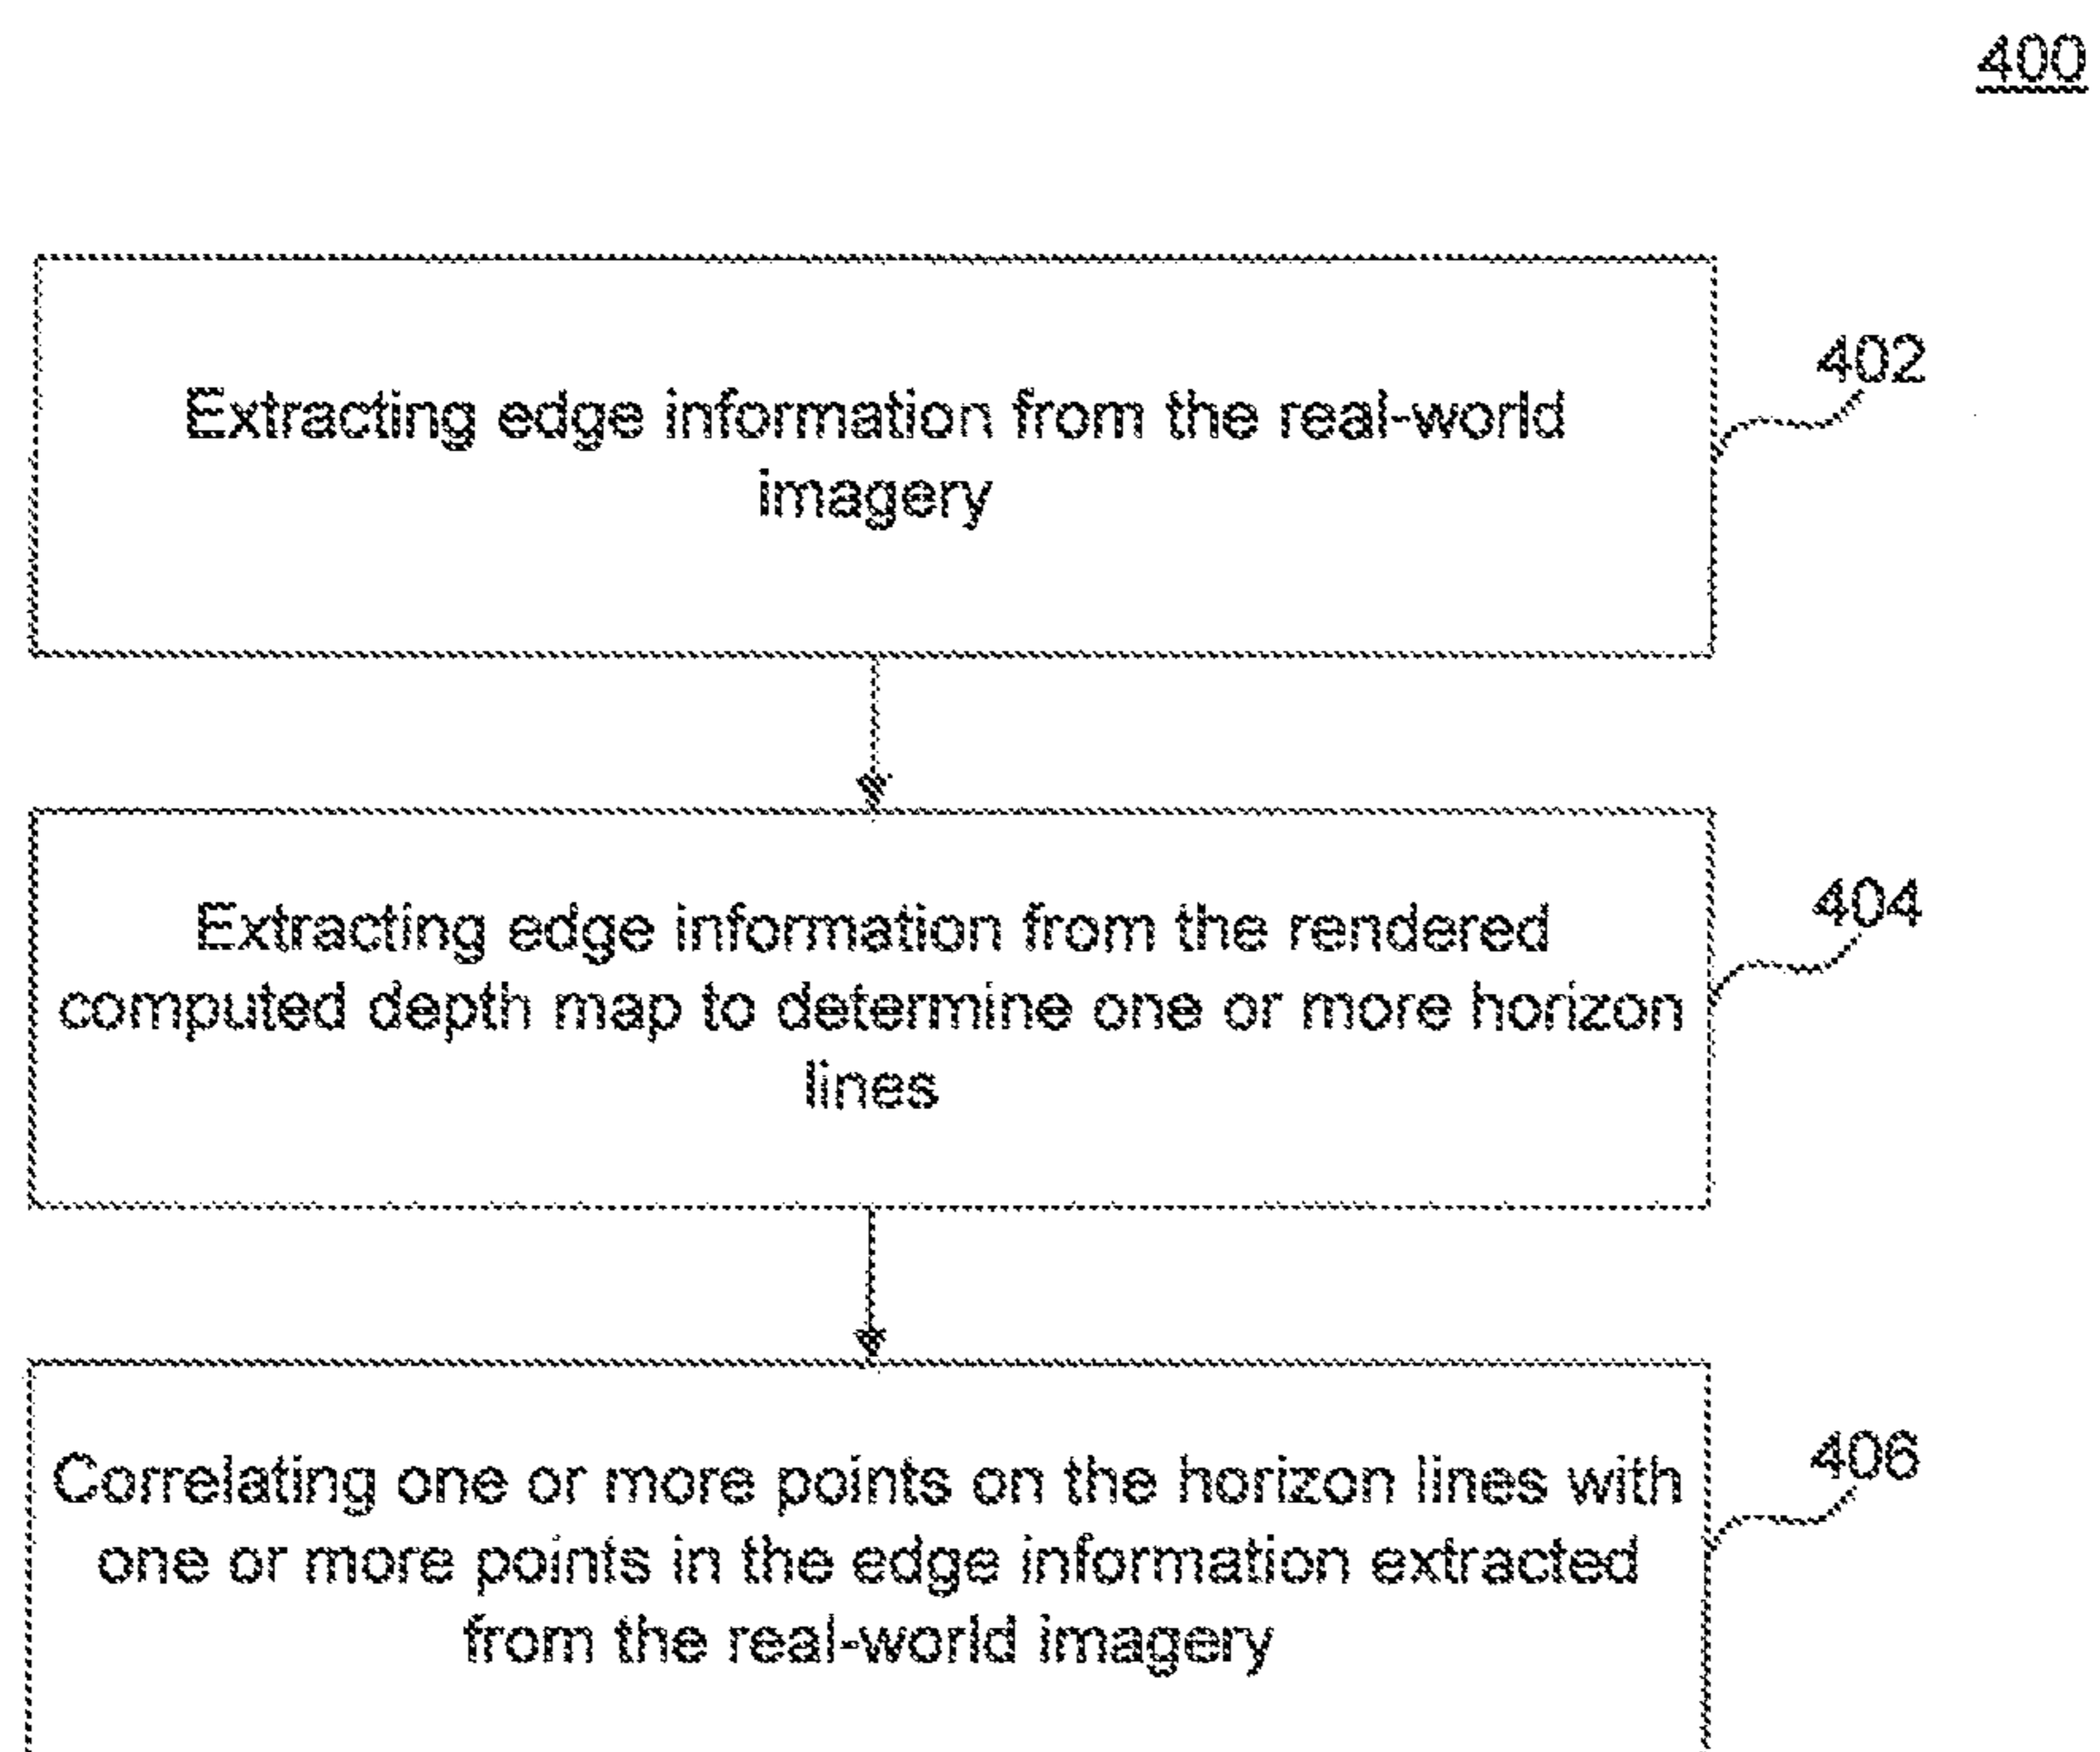 400
Extracting edge information from the real-world
imagery
402
Extracting edge information from the rendered
computed depth map to determine one or more horizon
lines
404
Correlating one or more points on the horizon lines with
one or more points in the edge information extracted
from the real-world imagery
406